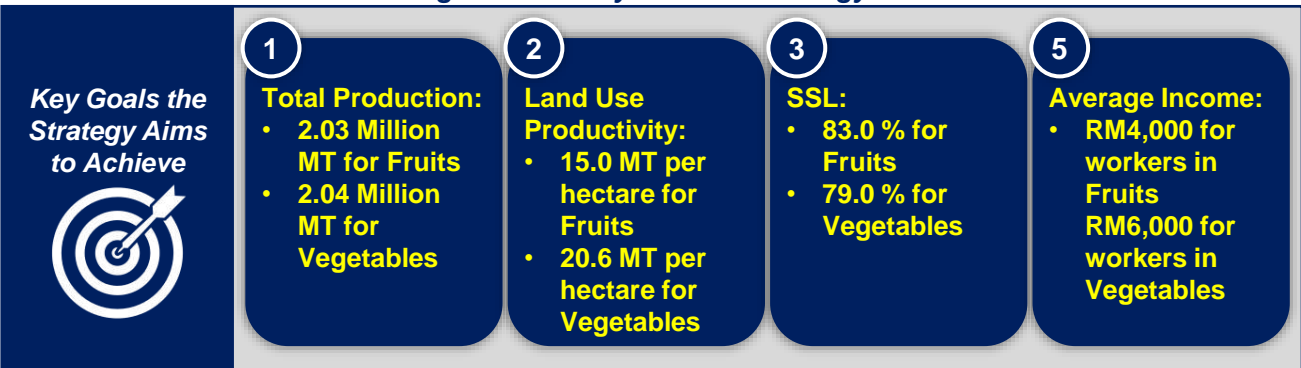 Key Goals the
Strategy Aims
to Achieve
1
Total Production:
• 2.03 Million
MT for Fruits
• 2.04 Million
MT for
Vegetables
2
Land Use
Productivity:
• 15.0 MT per
hectare for
Fruits
• 20.6 MT per
hectare for
Vegetables
3
SSL:
• 83.0 % for
Fruits
• 79.0 % for
Vegetables
5
Average Income:
• RM4,000 for
workers in
Fruits
RM6,000 for
workers in
Vegetables